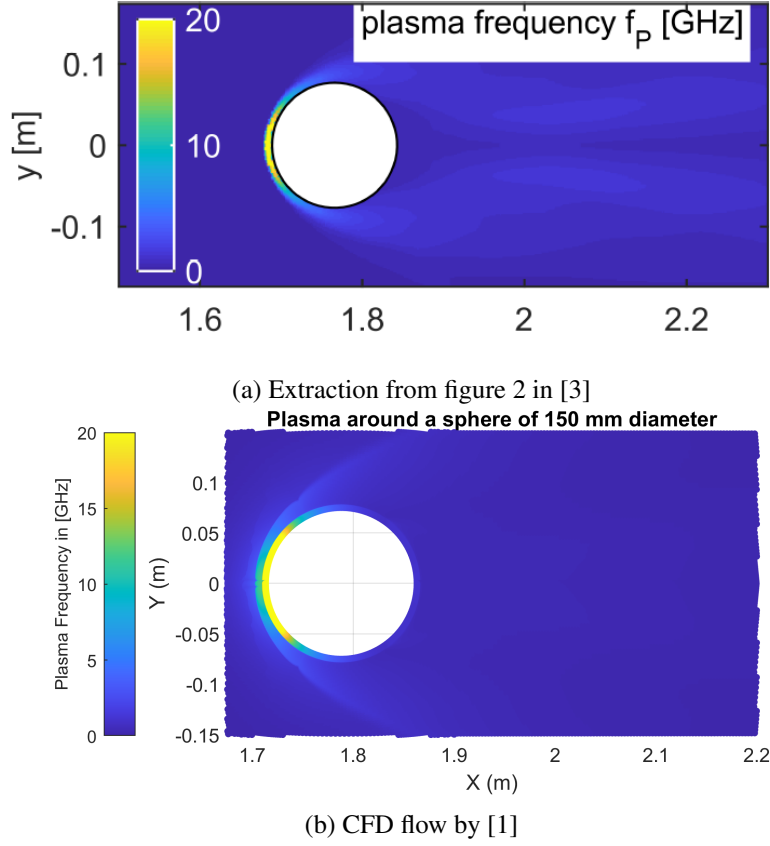 plasma frequency f_P [GHz]
20
10
0
y [m]
0.1
0
-0.1
1.6 1.8 2 2.2
(a) Extraction from figure 2 in [3]
Plasma around a sphere of 150 mm diameter
Plasma Frequency in [GHz]
20
15
10
5
0
Y (m)
0.1
0.05
0
-0.05
-0.1
-0.15
1.7 1.8 1.9 2 2.1 2.2
X (m)
(b) CFD flow by [1]